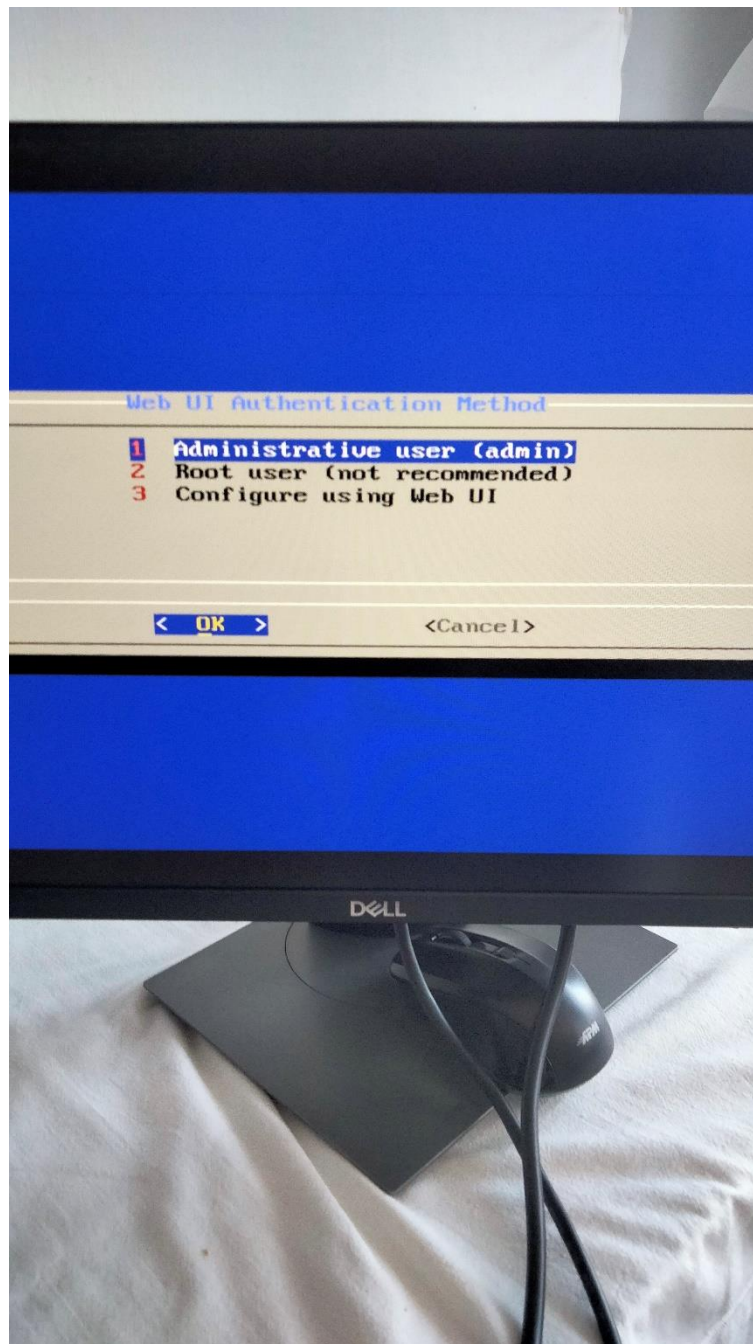 Web UI Authentication Method
1 Administrative user (admin)
2 Root user (not recommended)
3 Configure using Web UI
< OK > <Cancel>
DELL